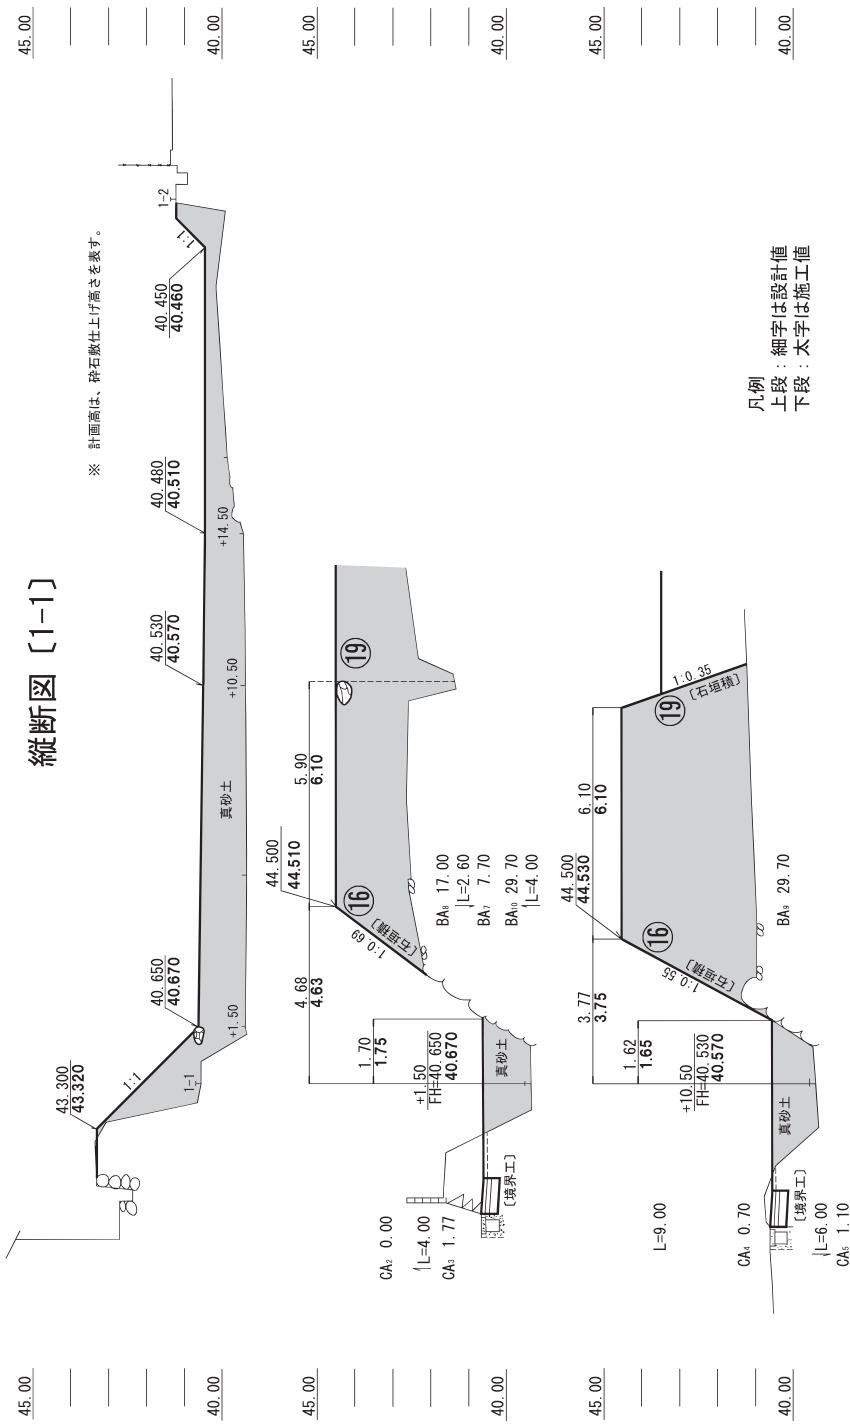 縦断図〔1-1〕
※ 計画高は、砕石敷仕上げ高さを表す。
45.00
40.00
45.00
40.00
43.300
43.320
1:1
1-1
40.650
40.670
+1.50
真砂土
40.530
40.570
+10.50
40.480
40.510
+14.50
40.450
40.460
1:1
1-2
45.00
40.00
45.00
40.00
44.500
44.510
4.68
4.63
5.90
6.10
1.70
1.75
+1.50
FH=40.650
40.670
真砂土
〔境界工〕
1:0.69
〔石垣積〕
16
19
CA2 0.00
L=4.00
CA3 1.77
BA8 17.00
L=2.60
BA7 7.70
BA10 29.70
L=4.00
45.00
40.00
45.00
40.00
44.500
44.530
3.77
3.75
6.10
6.10
1.62
1.65
+10.50
FH=40.530
40.570
真砂土
〔境界工〕
1:0.55
〔石垣積〕
16
19
1:0.35
〔石垣積〕
L=9.00
CA4 0.70
L=6.00
CA5 1.10
BA9 29.70
凡例
上段：細字は設計値
下段：太字は施工値